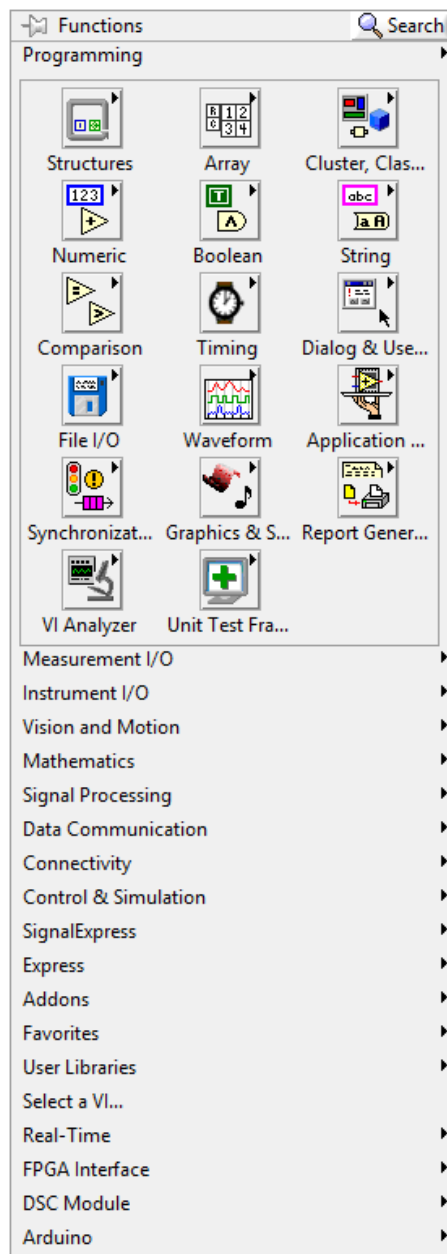 Functions Search
Programming
Structures Array Cluster, Clas...
123 abc
Numeric Boolean String
Comparison Timing Dialog & Use...
File I/O Waveform Application ...
Synchronizat... Graphics & S... Report Gener...
VI Analyzer Unit Test Fra...
Measurement I/O
Instrument I/O
Vision and Motion
Mathematics
Signal Processing
Data Communication
Connectivity
Control & Simulation
SignalExpress
Express
Addons
Favorites
User Libraries
Select a VI...
Real-Time
FPGA Interface
DSC Module
Arduino